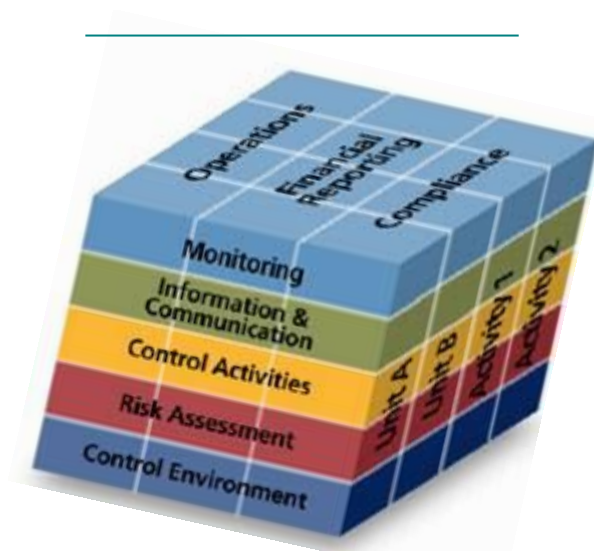 Operations
Financial
Reporting
Compliance
Monitoring
Information &
Communication
Control Activities
Risk Assessment
Control Environment
Unit A
Unit B
Activity 1
Activity 2